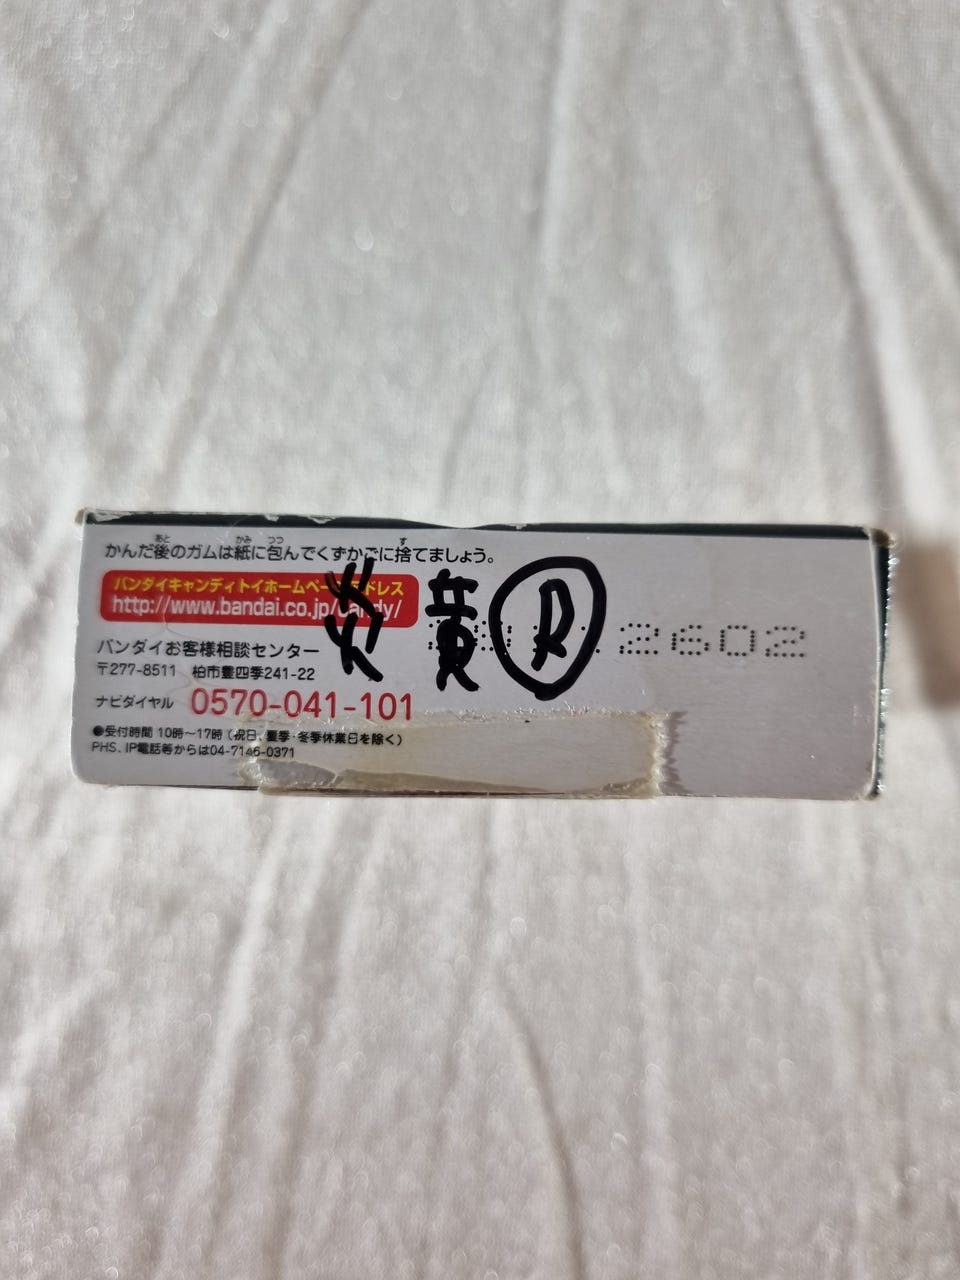 かんだ後のガムは紙に包んでくずかごに捨てましょう。
バンダイキャンディトイホームページアドレス
http://www.bandai.co.jp/candy/
バンダイお客様相談センター
〒277-8511 柏市豊四季241-22
ナビダイヤル 0570-041-101
●受付時間 10時～17時（祝日、夏季・冬季休業日を除く）
PHS、IP電話等からは04-7146-0371
黄 R
2602